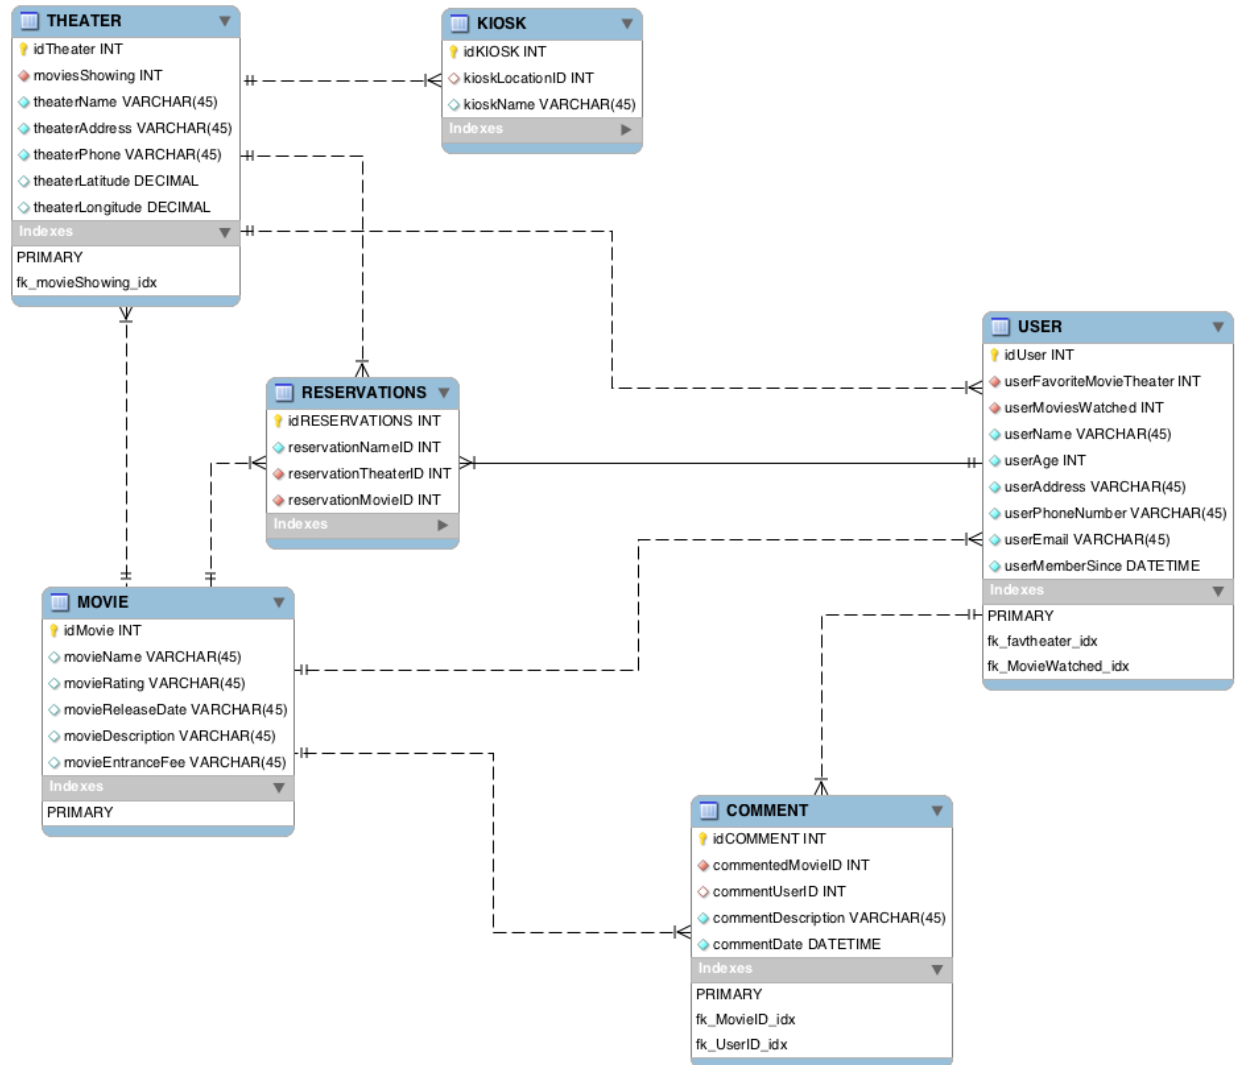 THEATER
idTheater INT
moviesShowing INT
theaterName VARCHAR(45)
theaterAddress VARCHAR(45)
theaterPhone VARCHAR(45)
theaterLatitude DECIMAL
theaterLongitude DECIMAL
Indexes
PRIMARY
fk_movieShowing_idx
KIOSK
idKIOSK INT
kioskLocationID INT
kioskName VARCHAR(45)
Indexes
RESERVATIONS
idRESERVATIONS INT
reservationNameID INT
reservationTheaterID INT
reservationMovieID INT
Indexes
USER
idUser INT
userFavoriteMovieTheater INT
userMoviesWatched INT
userName VARCHAR(45)
userAge INT
userAddress VARCHAR(45)
userPhoneNumber VARCHAR(45)
userEmail VARCHAR(45)
userMemberSince DATETIME
Indexes
PRIMARY
fk_favtheater_idx
fk_MovieWatched_idx
MOVIE
idMovie INT
movieName VARCHAR(45)
movieRating VARCHAR(45)
movieReleaseDate VARCHAR(45)
movieDescription VARCHAR(45)
movieEntranceFee VARCHAR(45)
Indexes
PRIMARY
COMMENT
idCOMMENT INT
commentedMovieID INT
commentUserID INT
commentDescription VARCHAR(45)
commentDate DATETIME
Indexes
PRIMARY
fk_MovieID_idx
fk_UserID_idx